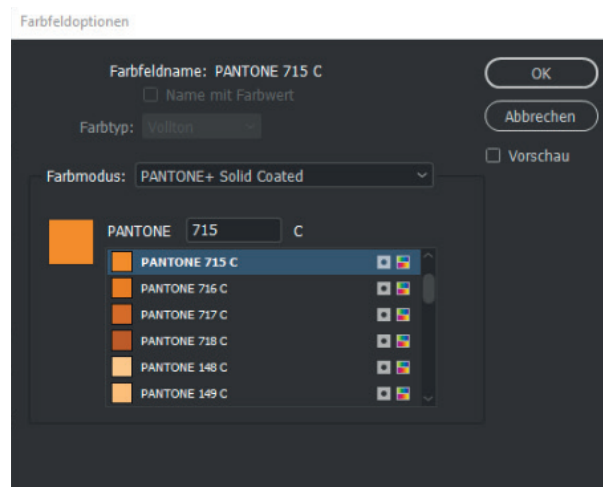 Farbfeldoptionen
Farbfeldname: PANTONE 715 C
Name mit Farbwert
Farbtyp: Vollton
OK
Abbrechen
Vorschau
Farbmodus: PANTONE+ Solid Coated
PANTONE 715 C
PANTONE 715 C
PANTONE 716 C
PANTONE 717 C
PANTONE 718 C
PANTONE 148 C
PANTONE 149 C